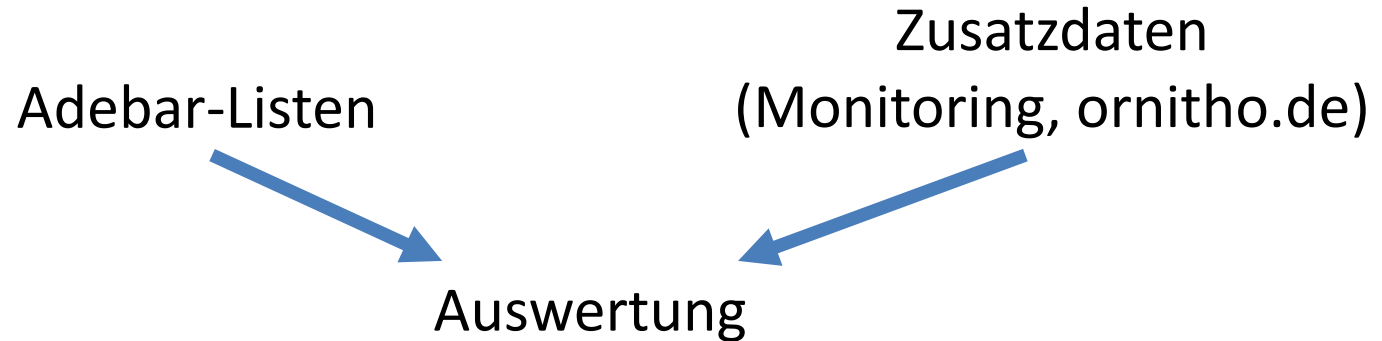 Adebar-Listen
Zusatzdaten
(Monitoring, ornitho.de)
Auswertung